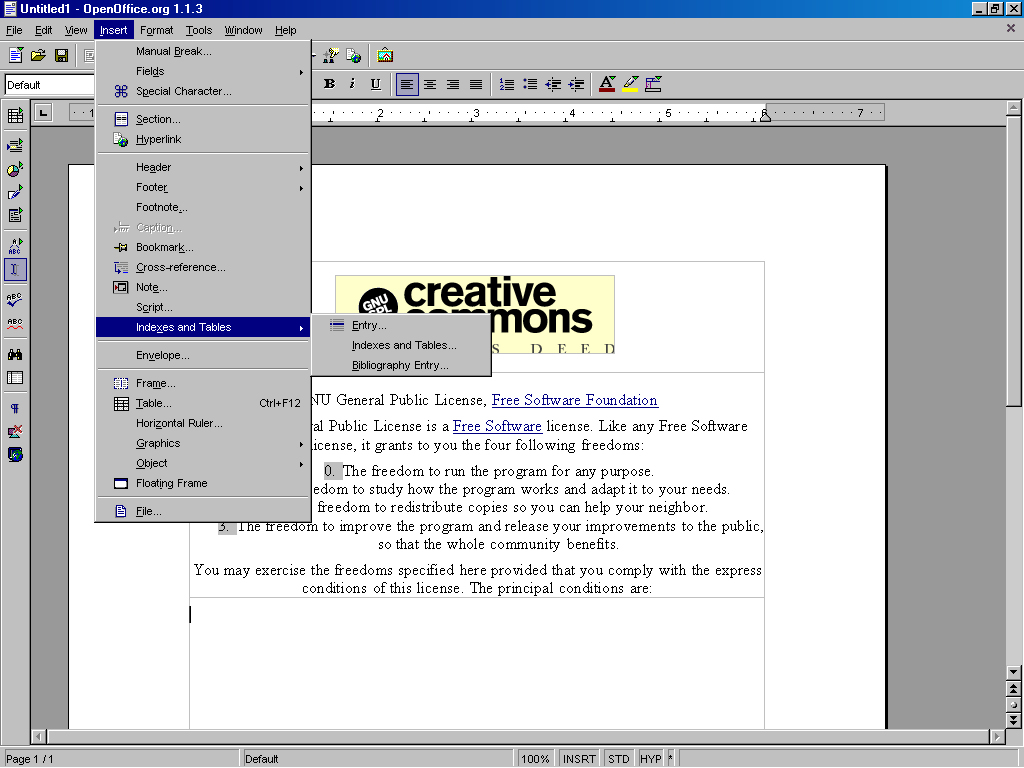 Untitled1 - OpenOffice.org 1.1.3
File Edit View Insert Format Tools Window Help
Default
B i U
1 2 3 4 5 6 7
Manual Break...
Fields
Special Character...
Section...
Hyperlink
Header
Footer
Footnote...
Caption...
Bookmark...
Cross-reference...
Note...
Script...
Indexes and Tables
Envelope...
Frame...
Table... Ctrl+F12
Horizontal Ruler...
Graphics
Object
Floating Frame
File...
Entry...
Indexes and Tables...
Bibliography Entry...
GNU
GPL
creative
commons
S DEED
NU General Public License, Free Software Foundation
ral Public License is a Free Software license. Like any Free Software
icense, it grants to you the four following freedoms:
0. The freedom to run the program for any purpose.
edom to study how the program works and adapt it to your needs.
freedom to redistribute copies so you can help your neighbor.
3. The freedom to improve the program and release your improvements to the public,
so that the whole community benefits.
You may exercise the freedoms specified here provided that you comply with the express
conditions of this license. The principal conditions are:
Page 1 / 1 Default 100% INSRT STD HYP *